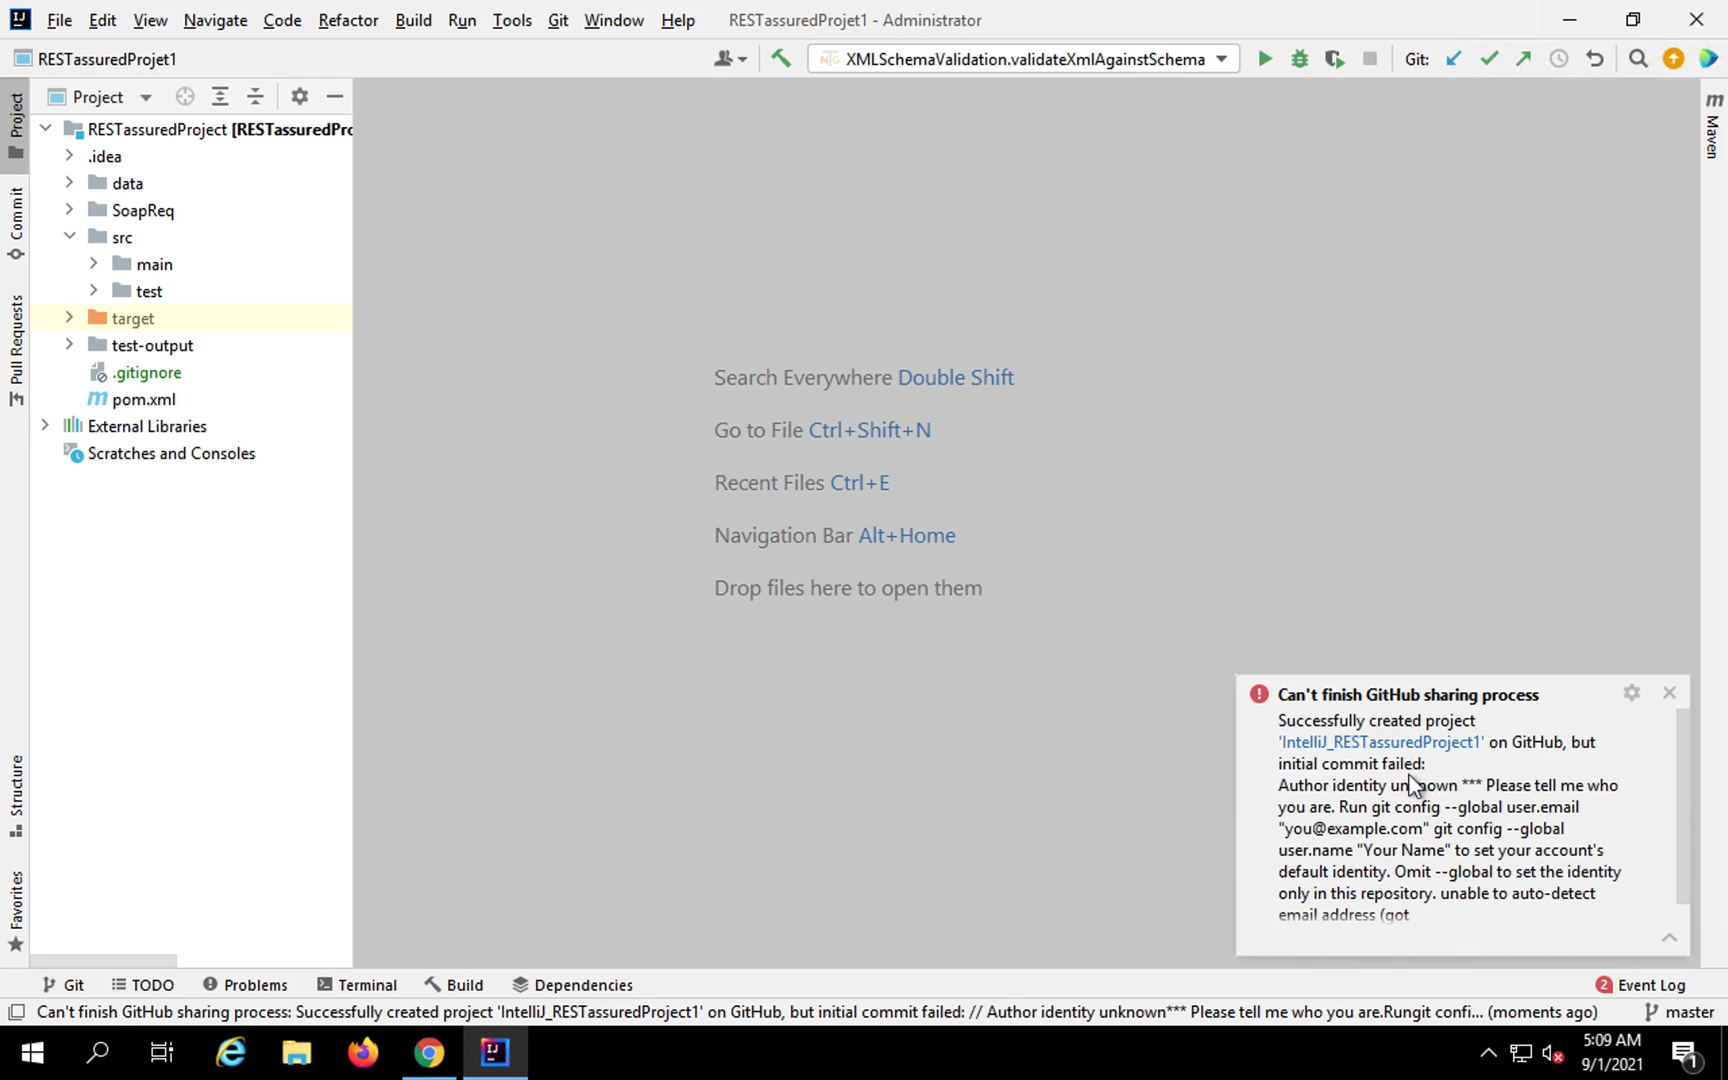 File Edit View Navigate Code Refactor Build Run Tools Git Window Help RESTassuredProjet1 - Administrator
RESTassuredProjet1 XMLSchemaValidation.validateXmlAgainstSchema Git:
Project
Project
Commit
Pull Requests
Structure
Favorites
RESTassuredProject [RESTassuredPro
.idea
data
SoapReq
src
main
test
target
test-output
.gitignore
pom.xml
External Libraries
Scratches and Consoles
Search Everywhere Double Shift
Go to File Ctrl+Shift+N
Recent Files Ctrl+E
Navigation Bar Alt+Home
Drop files here to open them
Maven
Can't finish GitHub sharing process
Successfully created project
'IntelliJ_RESTassuredProject1' on GitHub, but
initial commit failed:
Author identity unknown *** Please tell me who
you are. Run git config --global user.email
"you@example.com" git config --global
user.name "Your Name" to set your account's
default identity. Omit --global to set the identity
only in this repository. unable to auto-detect
email address (got
Git TODO Problems Terminal Build Dependencies 2 Event Log
Can't finish GitHub sharing process: Successfully created project 'IntelliJ_RESTassuredProject1' on GitHub, but initial commit failed: // Author identity unknown*** Please tell me who you are.Rungit confi... (moments ago) master
5:09 AM
9/1/2021
1